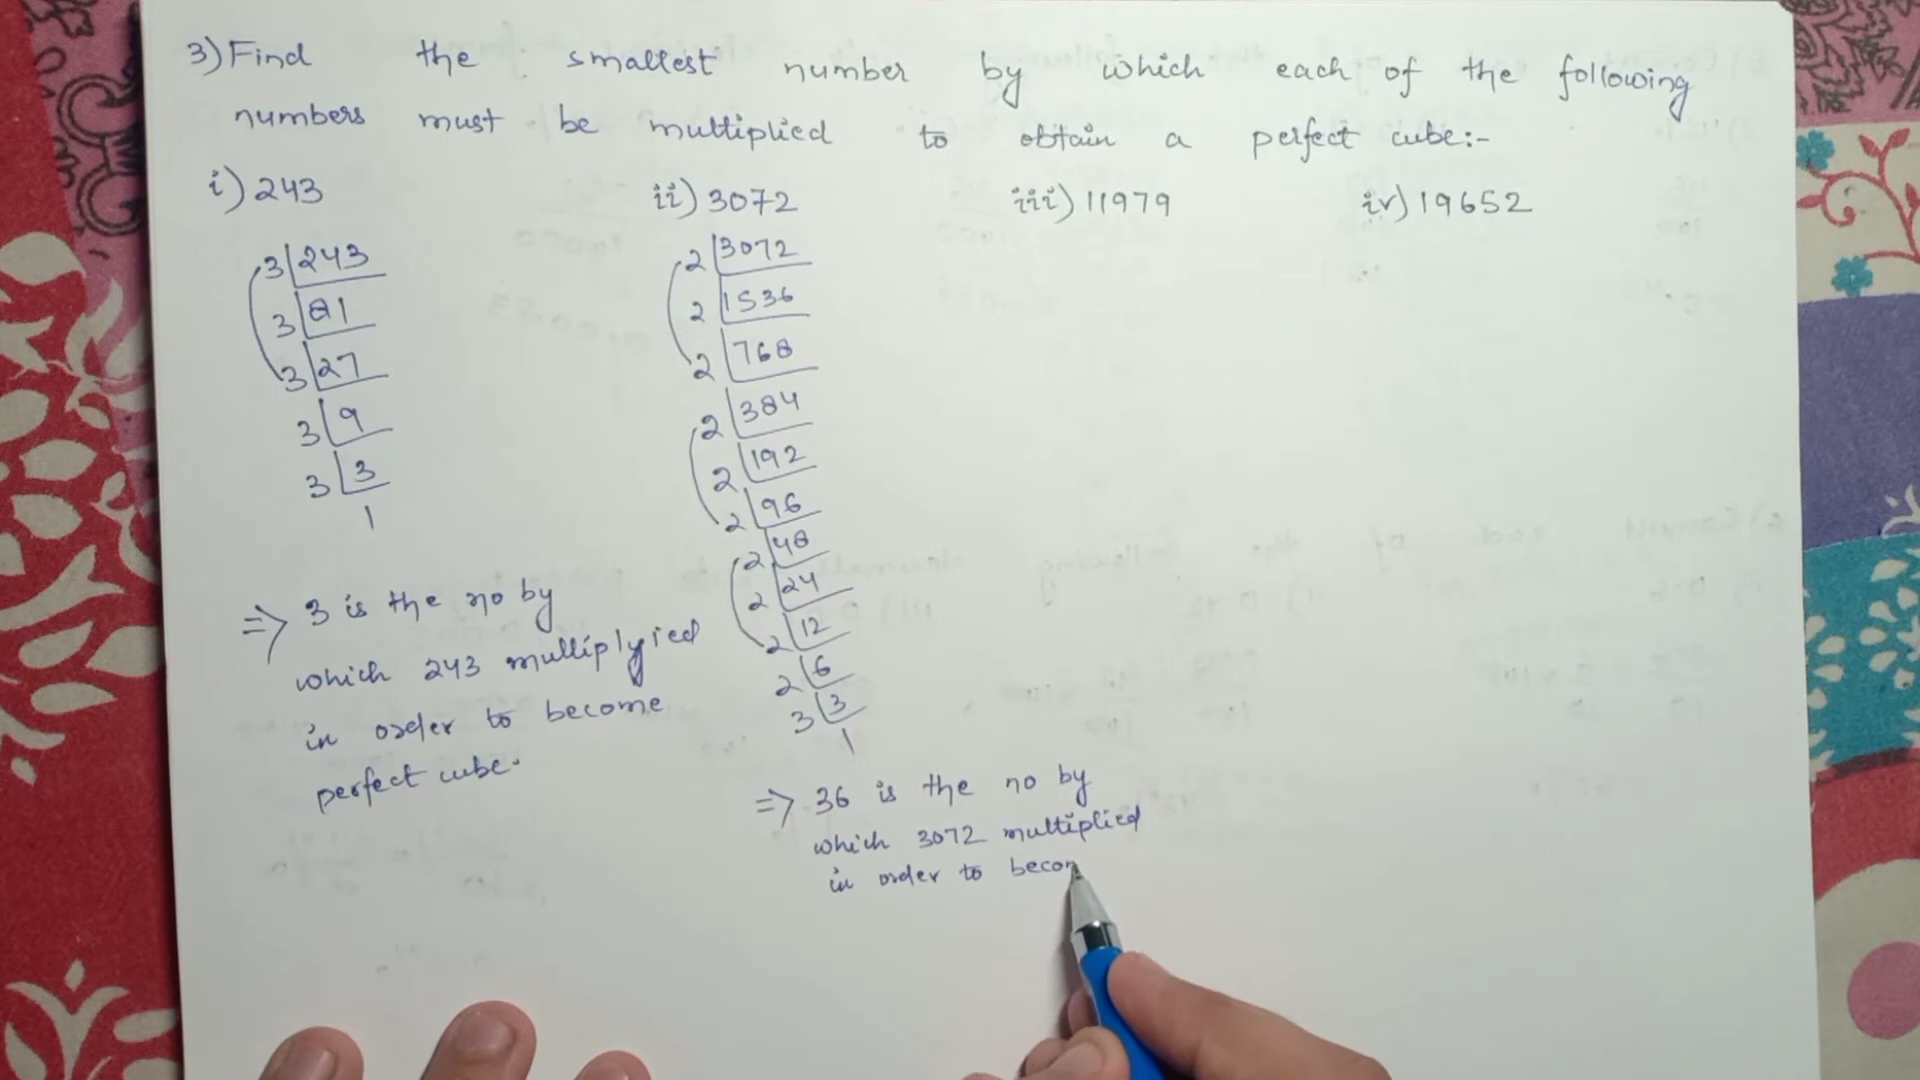 3) Find the smallest number by which each of the following
numbers must be multiplied to obtain a perfect cube:-
i) 243
ii) 3072
iii) 11979
iv) 19652
3 243
3 81
3 27
3 9
3 3
1
=> 3 is the no by
which 243 multiplyied
in order to become
perfect cube.
2 3072
2 1536
2 768
2 384
2 192
2 96
2 48
2 24
2 12
2 6
3 3
1
=> 36 is the no by
which 3072 multiplied
in order to becom